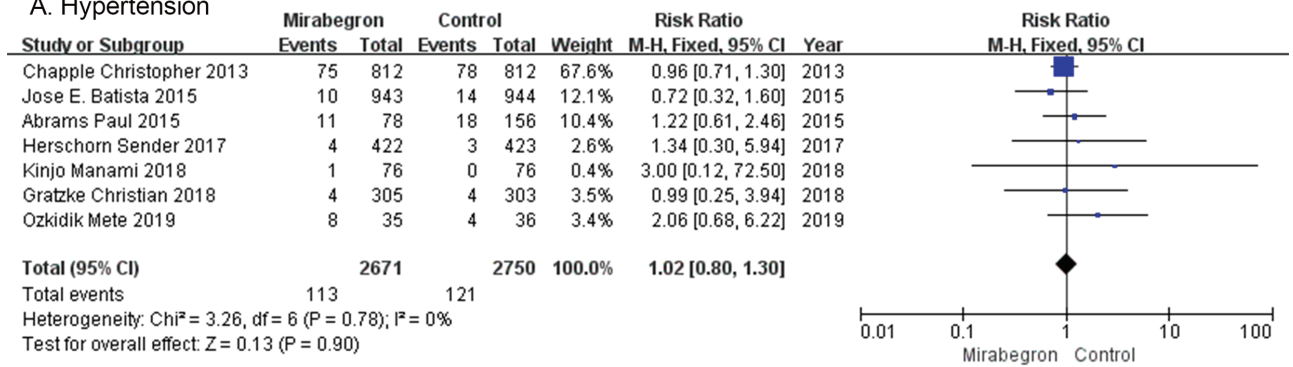 A. Hypertension
Mirabegron Control Risk Ratio Risk Ratio
Study or Subgroup Events Total Events Total Weight M-H, Fixed, 95% CI Year M-H, Fixed, 95% CI
Chapple Christopher 2013 75 812 78 812 67.6% 0.96 [0.71, 1.30] 2013
Jose E. Batista 2015 10 943 14 944 12.1% 0.72 [0.32, 1.60] 2015
Abrams Paul 2015 11 78 18 156 10.4% 1.22 [0.61, 2.46] 2015
Herschorn Sender 2017 4 422 3 423 2.6% 1.34 [0.30, 5.94] 2017
Kinjo Manami 2018 1 76 0 76 0.4% 3.00 [0.12, 72.50] 2018
Gratzke Christian 2018 4 305 4 303 3.5% 0.99 [0.25, 3.94] 2018
Ozkidik Mete 2019 8 35 4 36 3.4% 2.06 [0.68, 6.22] 2019
Total (95% CI) 2671 2750 100.0% 1.02 [0.80, 1.30]
Total events 113 121
Heterogeneity: Chi² = 3.26, df = 6 (P = 0.78); I² = 0%
Test for overall effect: Z = 0.13 (P = 0.90)
0.01 0.1 1 10 100
Mirabegron Control